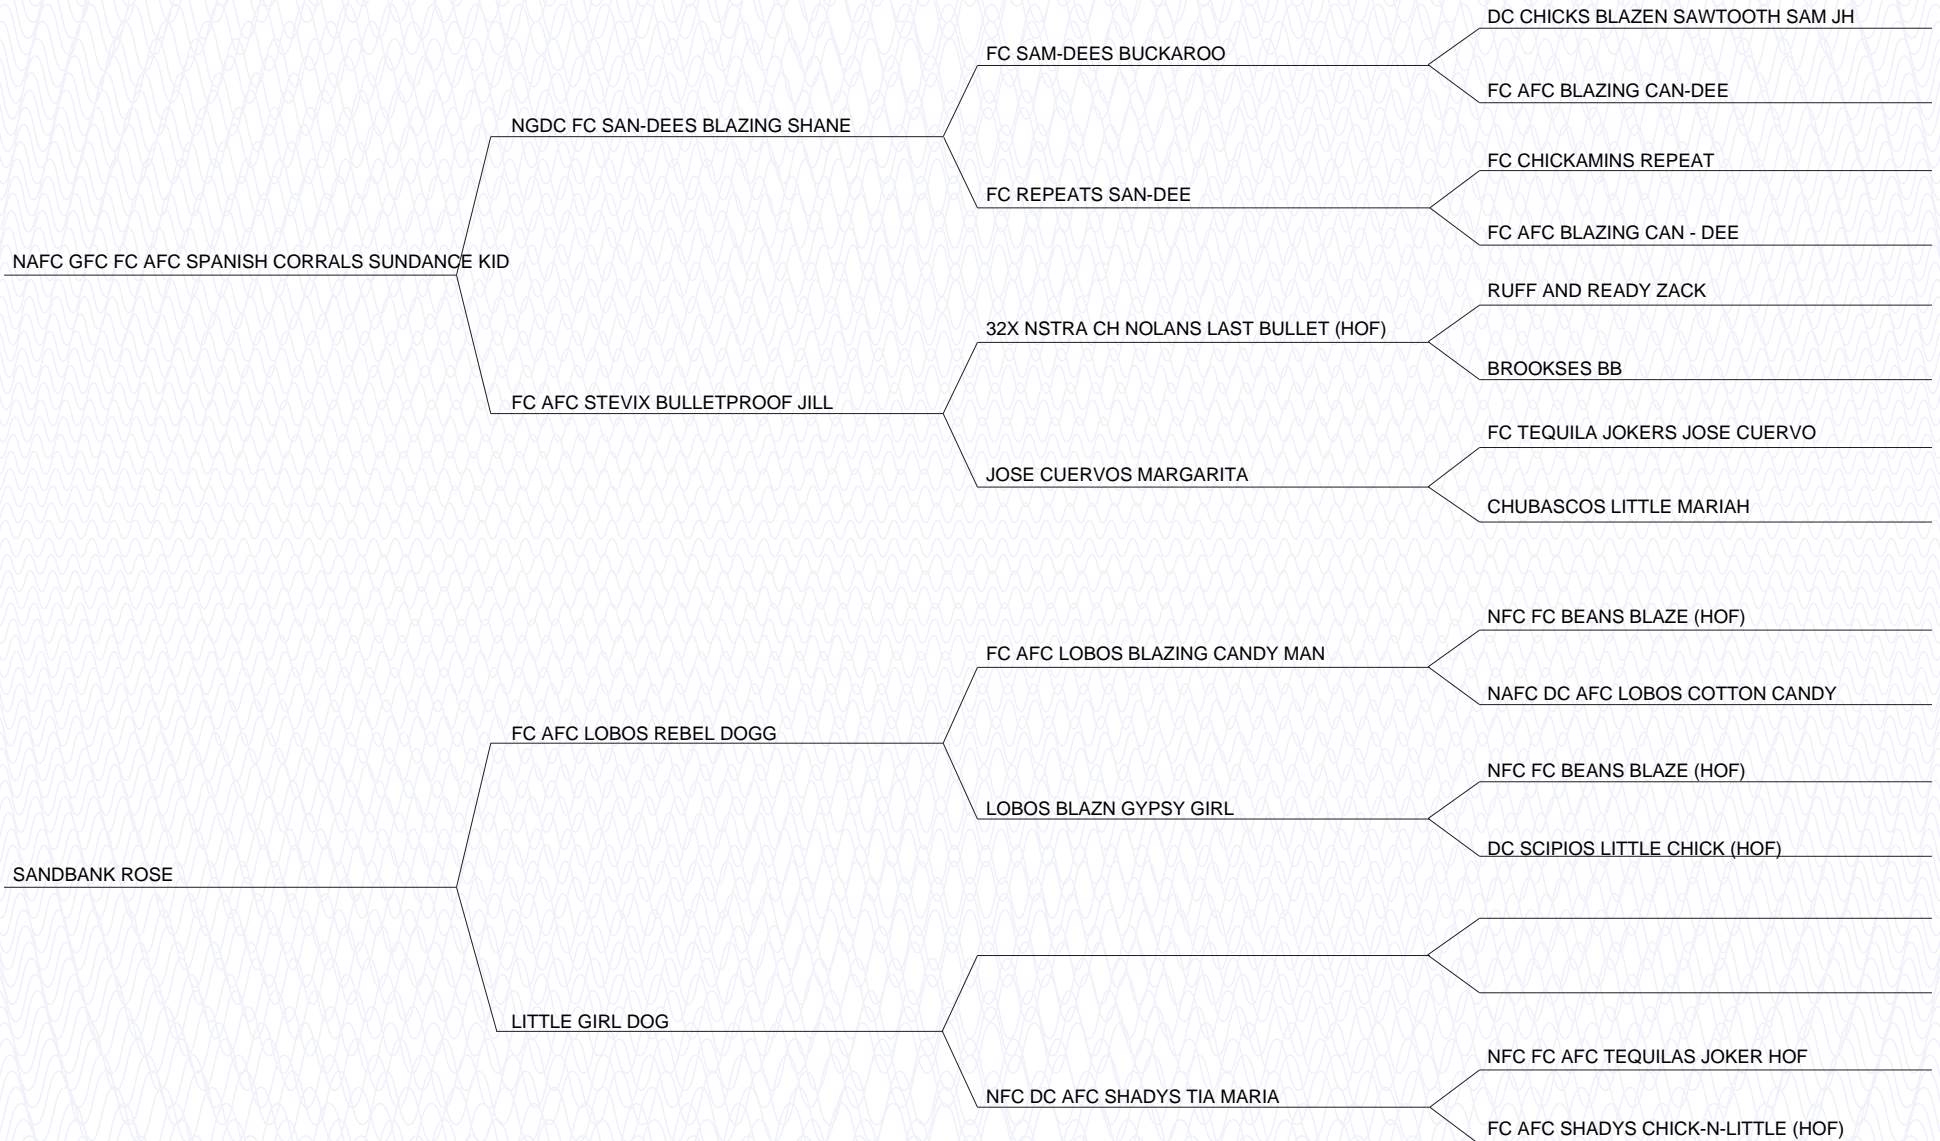 DC CHICKS BLAZEN SAWTOOTH SAM JH
FC SAM-DEES BUCKAROO
FC AFC BLAZING CAN-DEE
NGDC FC SAN-DEES BLAZING SHANE
FC CHICKAMINS REPEAT
FC REPEATS SAN-DEE
FC AFC BLAZING CAN - DEE
NAFC GFC FC AFC SPANISH CORRALS SUNDANCE KID
RUFF AND READY ZACK
32X NSTRA CH NOLANS LAST BULLET (HOF)
BROOKSES BB
FC AFC STEVIX BULLETPROOF JILL
FC TEQUILA JOKERS JOSE CUERVO
JOSE CUERVOS MARGARITA
CHUBASCOS LITTLE MARIAH
NFC FC BEANS BLAZE (HOF)
FC AFC LOBOS BLAZING CANDY MAN
NAFC DC AFC LOBOS COTTON CANDY
FC AFC LOBOS REBEL DOGG
NFC FC BEANS BLAZE (HOF)
LOBOS BLAZN GYPSY GIRL
DC SCIPIOS LITTLE CHICK (HOF)
SANDBANK ROSE
LITTLE GIRL DOG
NFC FC AFC TEQUILAS JOKER HOF
NFC DC AFC SHADYS TIA MARIA
FC AFC SHADYS CHICK-N-LITTLE (HOF)